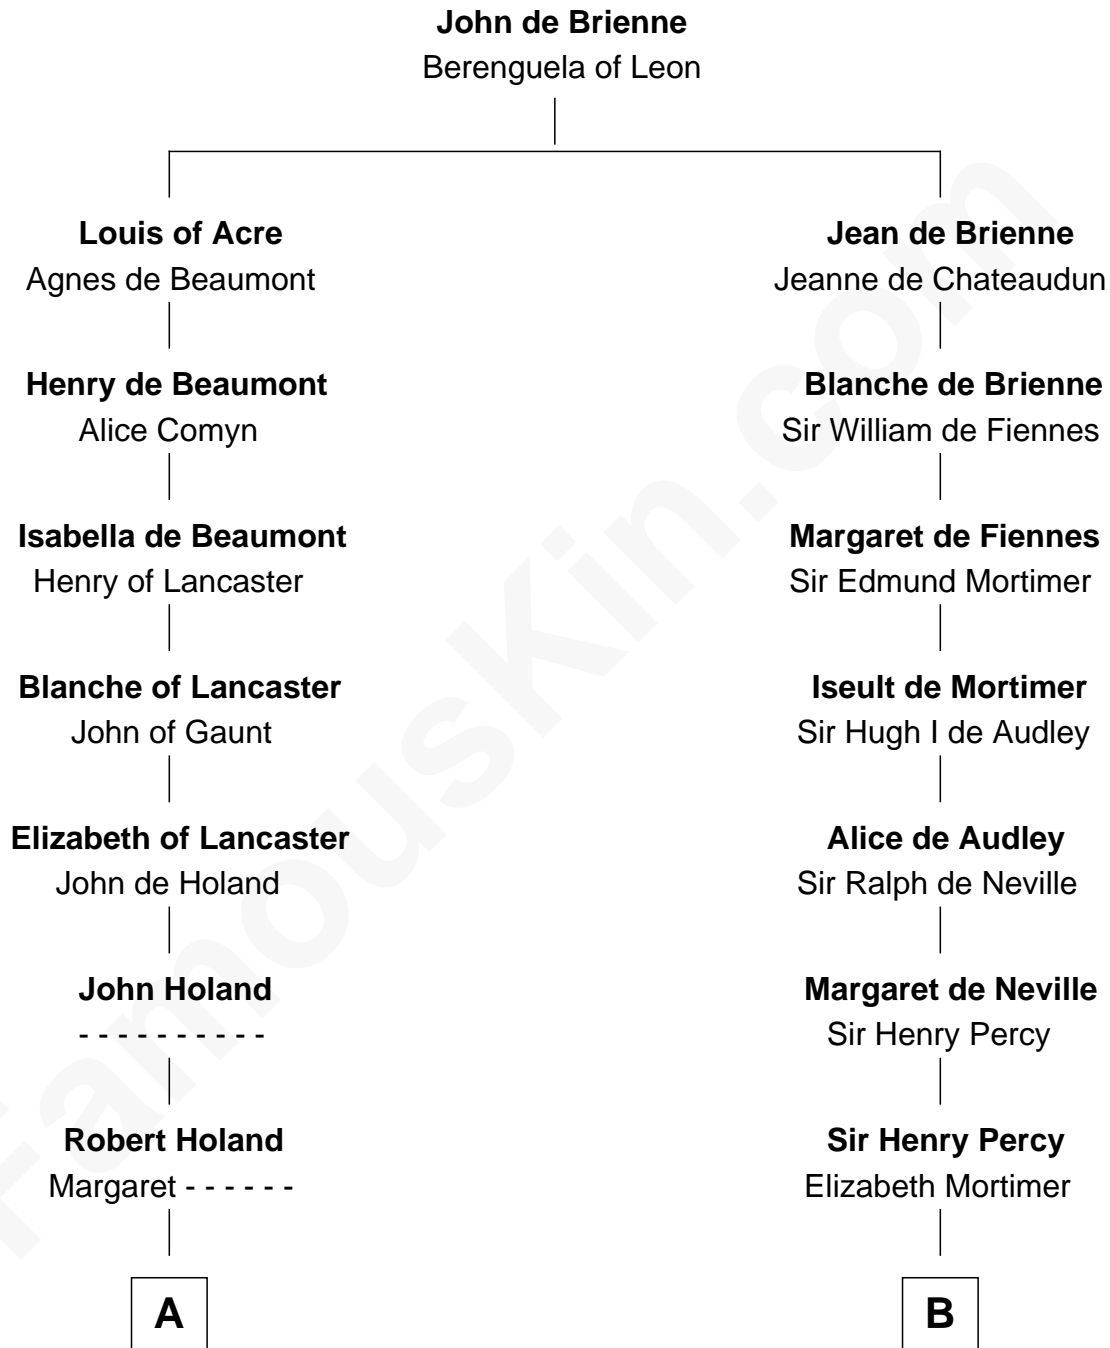 John de Brienne
Berenguela of Leon
Louis of Acre
Agnes de Beaumont
Jean de Brienne
Jeanne de Chateaudun
Henry de Beaumont
Alice Comyn
Blanche de Brienne
Sir William de Fiennes
Isabella de Beaumont
Henry of Lancaster
Margaret de Fiennes
Sir Edmund Mortimer
Blanche of Lancaster
John of Gaunt
Iseult de Mortimer
Sir Hugh I de Audley
Elizabeth of Lancaster
John de Holand
Alice de Audley
Sir Ralph de Neville
John Holand
- - - - - - - - - -
Margaret de Neville
Sir Henry Percy
Robert Holand
Margaret - - - - - -
Sir Henry Percy
Elizabeth Mortimer
A
B
FamousKin.com